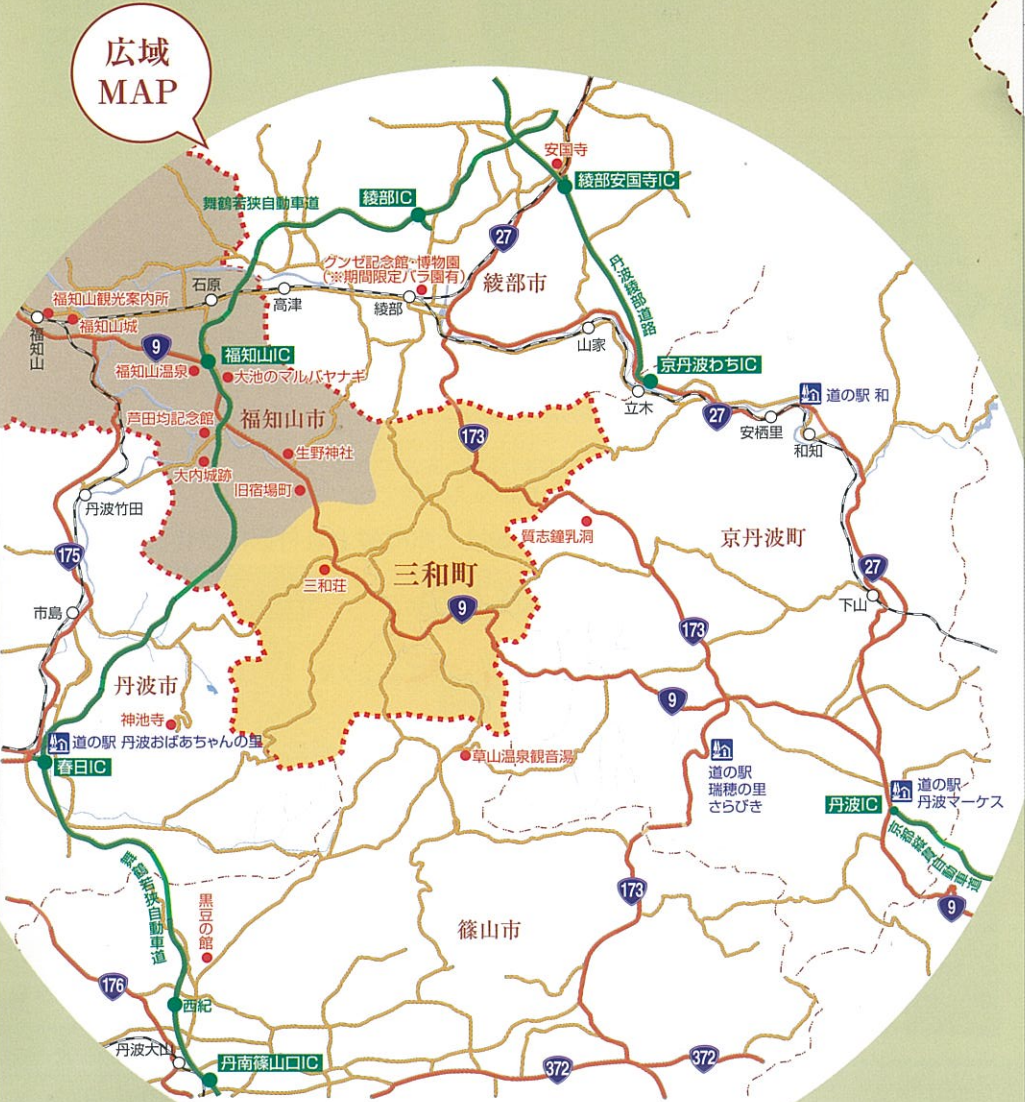 広域
MAP
安国寺
綾部安国寺IC
綾部IC
舞鶴若狭自動車道
27
丹波綾部道路
グンゼ記念館・博物園
(※期間限定バラ園有)
綾部市
石原
高津
綾部
福知山観光案内所
福知山城
福知山
9
福知山IC
福知山温泉
大池のマルバヤナギ
山家
京丹波わちIC
立木
27
道の駅 和
安栖里
和知
芦田均記念館
福知山市
173
生野神社
大内城跡
旧宿場町
丹波竹田
質志鐘乳洞
京丹波町
175
三和荘
三和町
27
市島
9
下山
173
丹波市
神池寺
9
道の駅 丹波おばあちゃんの里
春日IC
草山温泉観音湯
道の駅
瑞穂の里
さらびき
道の駅
丹波マーケス
丹波IC
京都縦貫自動車道
舞鶴若狭自動車道
173
9
黒豆の館
篠山市
176
西紀
丹波大山
丹南篠山口IC
372
372